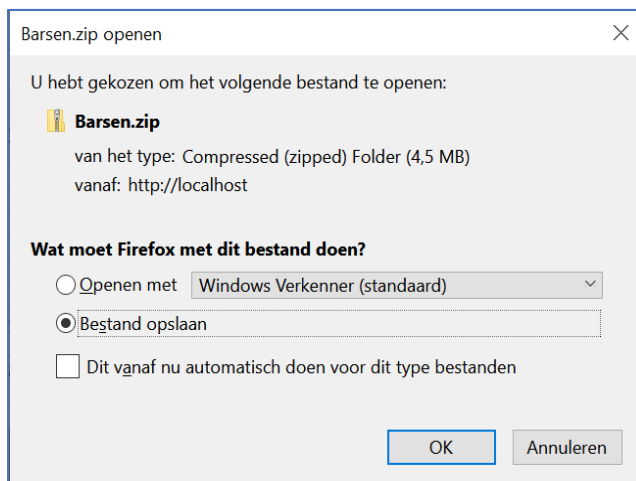 Barsen.zip openen
U hebt gekozen om het volgende bestand te openen:
Barsen.zip
van het type: Compressed (zipped) Folder (4,5 MB)
vanaf: http://localhost
Wat moet Firefox met dit bestand doen?
Openen met Windows Verkenner (standaard)
Bestand opslaan
Dit vanaf nu automatisch doen voor dit type bestanden
OK Annuleren